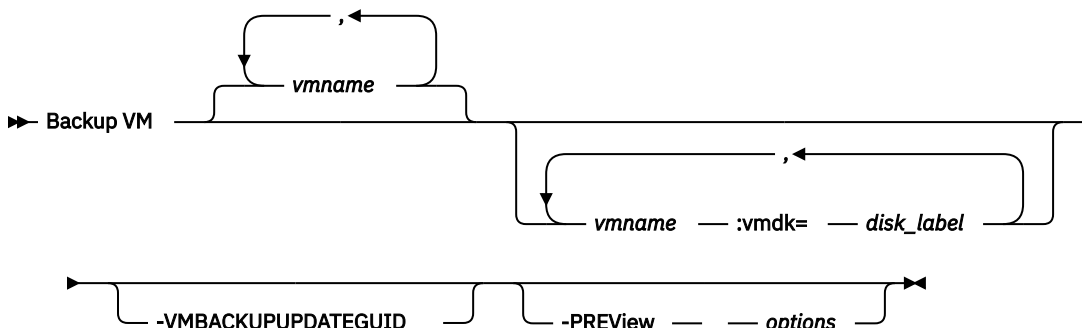 ,
vmname
Backup VM
,
vmname :vmdk= disk_label
-VMBACKUPUPDATEGUID -PREView options